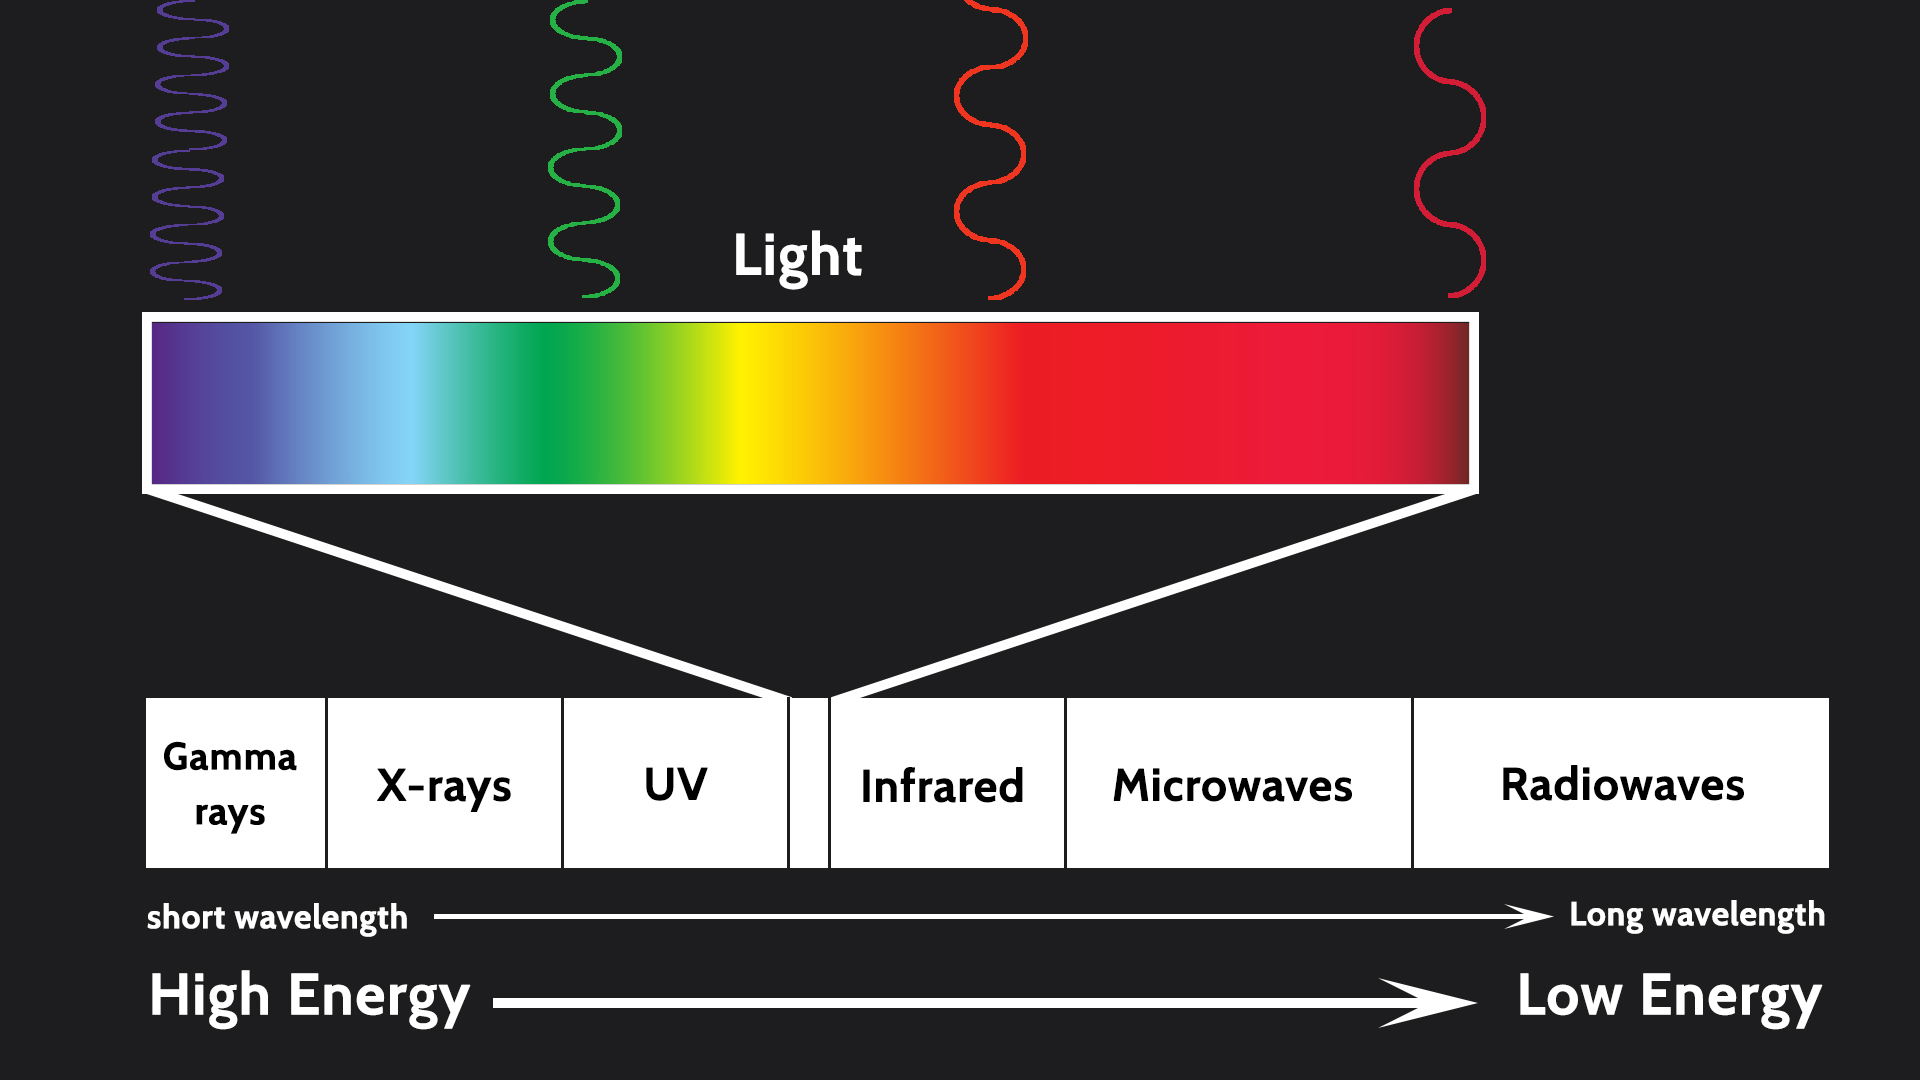 Light
Gamma
rays
X-rays
UV
Infrared
Microwaves
Radiowaves
short wavelength
Long wavelength
High Energy
Low Energy